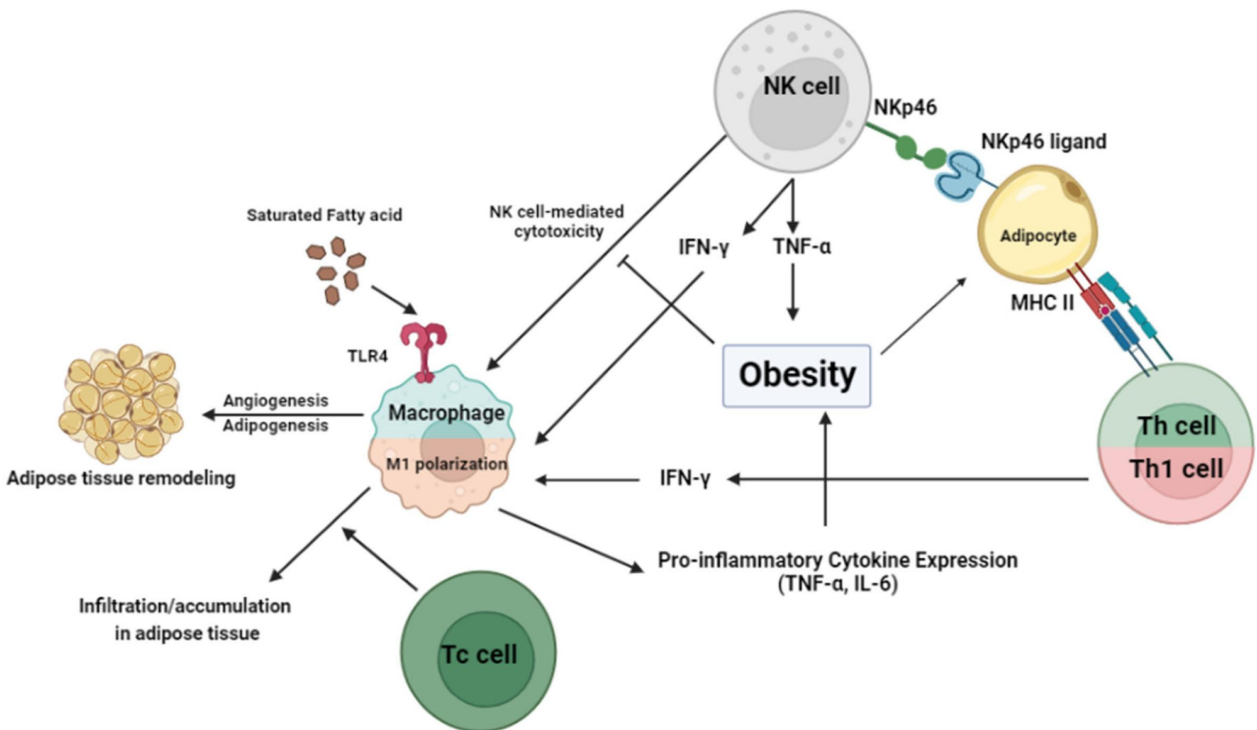 NK cell
NKp46
NKp46 ligand
Adipocyte
MHC II
NK cell-mediated
cytotoxicity
IFN-γ
TNF-α
Saturated Fatty acid
TLR4
Obesity
Macrophage
M1 polarization
Angiogenesis
Adipogenesis
Adipose tissue remodeling
Th cell
Th1 cell
IFN-γ
Pro-inflammatory Cytokine Expression
(TNF-α, IL-6)
Infiltration/accumulation
in adipose tissue
Tc cell